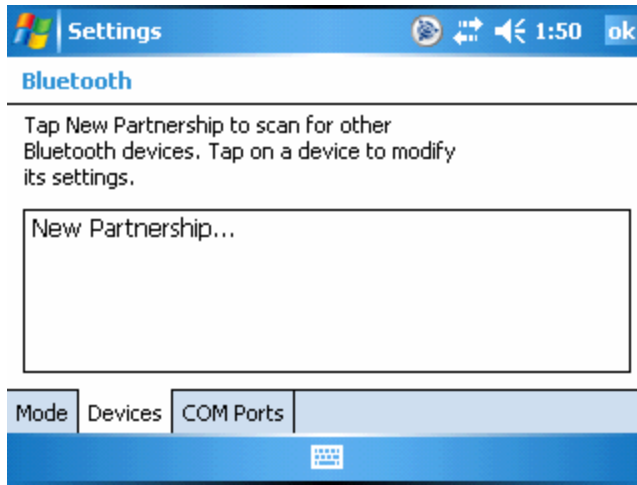 Settings 1:50 ok
Bluetooth
Tap New Partnership to scan for other
Bluetooth devices. Tap on a device to modify
its settings.
New Partnership...
Mode Devices COM Ports